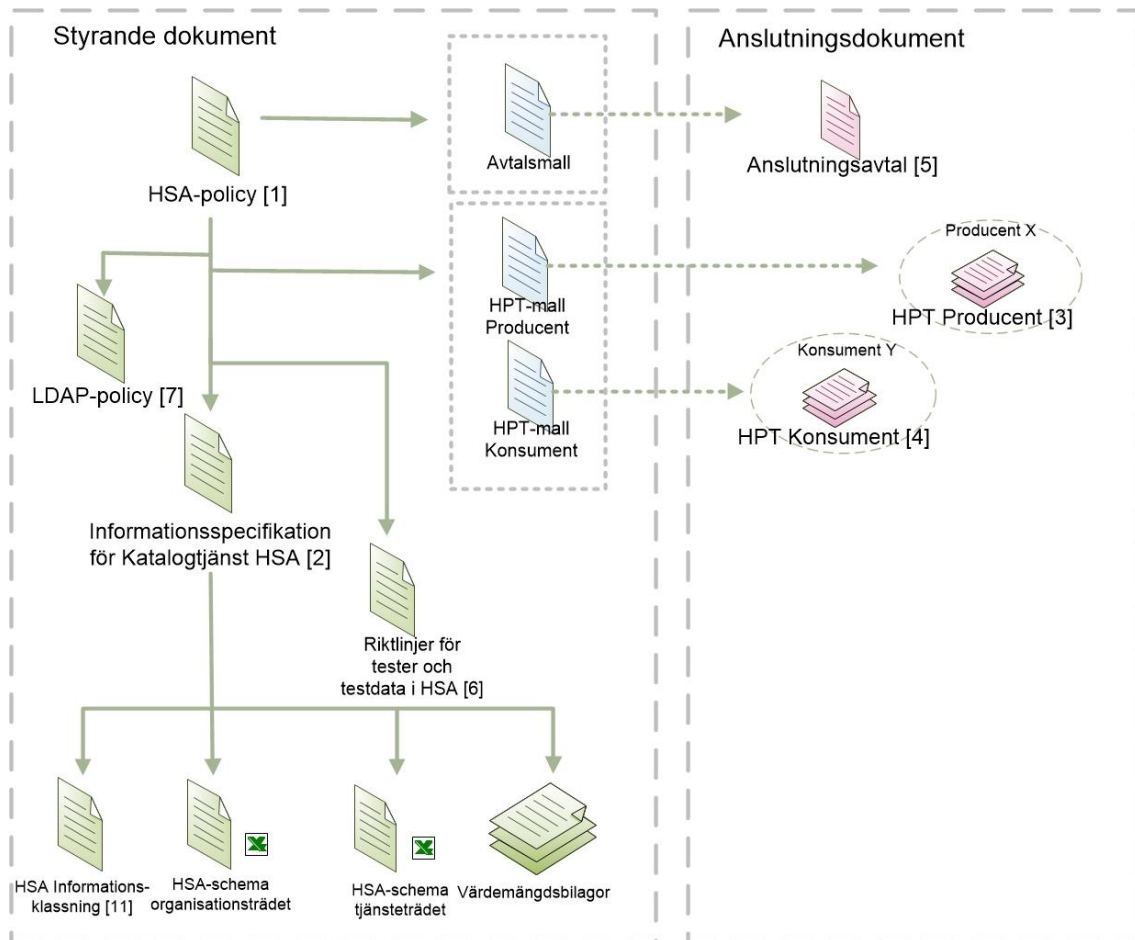 Styrande dokument
Anslutningsdokument
HSA-policy [1]
Avtalsmall
Anslutningsavtal [5]
LDAP-policy [7]
HPT-mall
Producent
Producent X
HPT Producent [3]
HPT-mall
Konsument
Konsument Y
HPT Konsument [4]
Informationsspecifikation
för Katalogtjänst HSA [2]
Riktlinjer för
tester och
testdata i HSA [6]
HSA Informations-
klassning [11]
HSA-schema
organisationsträdet
HSA-schema
tjänsteträdet
Värdemängdsbilagor